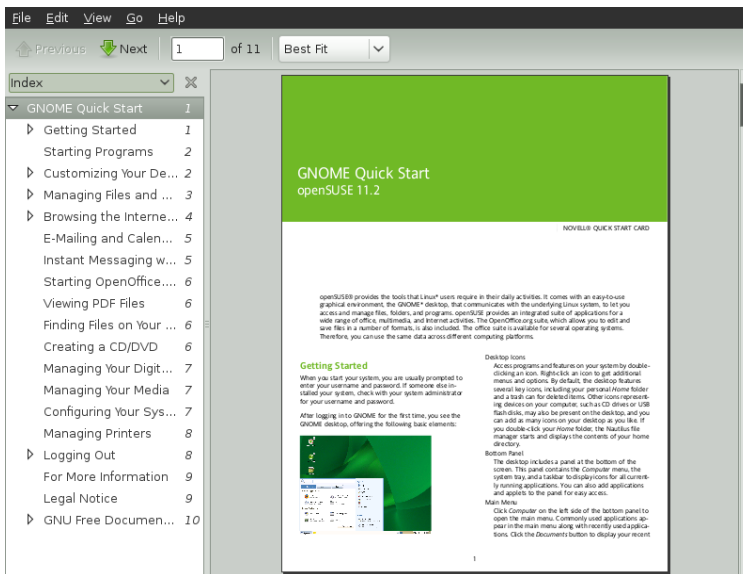 File Edit View Go Help
Previous Next 1 of 11 Best Fit
Index
GNOME Quick Start 1
Getting Started 1
Starting Programs 2
Customizing Your De... 2
Managing Files and ... 3
Browsing the Interne... 4
E-Mailing and Calen... 5
Instant Messaging w... 5
Starting OpenOffice.... 6
Viewing PDF Files 6
Finding Files on Your ... 6
Creating a CD/DVD 6
Managing Your Digit... 7
Managing Your Media 7
Configuring Your Sys... 7
Managing Printers 8
Logging Out 8
For More Information 9
Legal Notice 9
GNU Free Documen... 10
GNOME Quick Start
openSUSE 11.2
NOVELL® QUICK START CARD
openSUSE® provides the tools that Linux* users require in their daily activities. It comes with an easy-to-use
graphical environment, the GNOME* desktop, that communicates with the underlying Linux system, to let you
access and manage files, folders, and programs. openSUSE provides an integrated suite of applications for a
wide range of office, multimedia, and Internet activities. The OpenOffice.org suite, which allows you to edit and
save files in a number of formats, is also included. The office suite is available for several operating systems.
Therefore, you can use the same data across different computing platforms.
Getting Started
When you start your system, you are usually prompted to
enter your username and password. If someone else in-
stalled your system, check with your system administrator
for your username and password.
After logging in to GNOME for the first time, you see the
GNOME desktop, offering the following basic elements:
Desktop Icons
Access programs and features on your system by double-
clicking an icon. Right-click an icon to get additional
menus and options. By default, the desktop features
several key icons, including your personal Home folder
and a trash can for deleted items. Other icons represent-
ing devices on your computer, such as CD drives or USB
flash disks, may also be present on the desktop, and you
can add as many icons on your desktop as you like. If
you double-click your Home folder, the Nautilus file
manager starts and displays the contents of your home
directory.
Bottom Panel
The desktop includes a panel at the bottom of the
screen. This panel contains the Computer menu, the
system tray, and a taskbar to display icons for all current-
ly running applications. You can also add applications
and applets to the panel for easy access.
Main Menu
Click Computer on the left side of the bottom panel to
open the main menu. Commonly used applications ap-
pear in the main menu along with recently used applica-
tions. Click the Documents button to display your recent
1